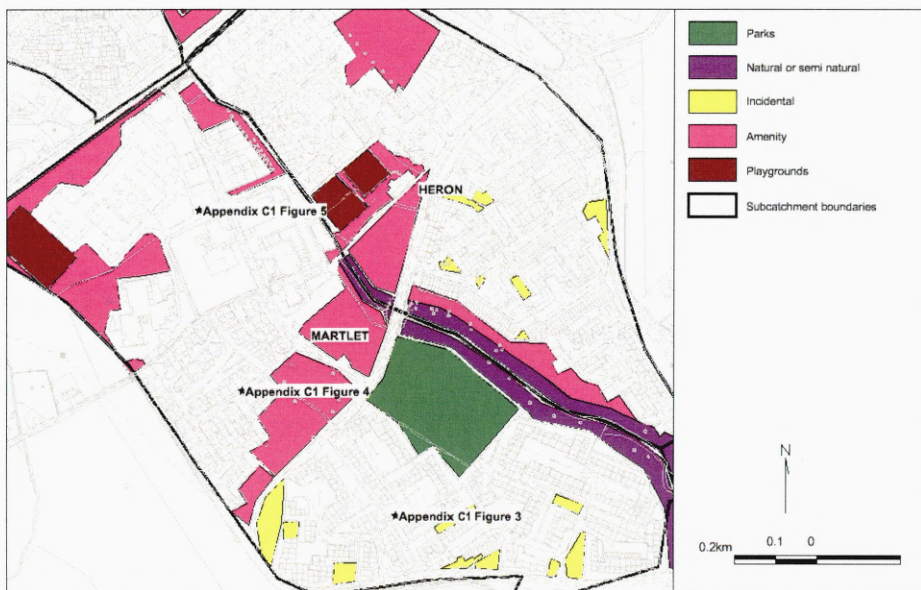 HERON
Appendix C1 Figure 5
MARTLET
Appendix C1 Figure 4
Appendix C1 Figure 3
Parks
Natural or semi natural
Incidental
Amenity
Playgrounds
Subcatchment boundaries
N
0.2km 0.1 0